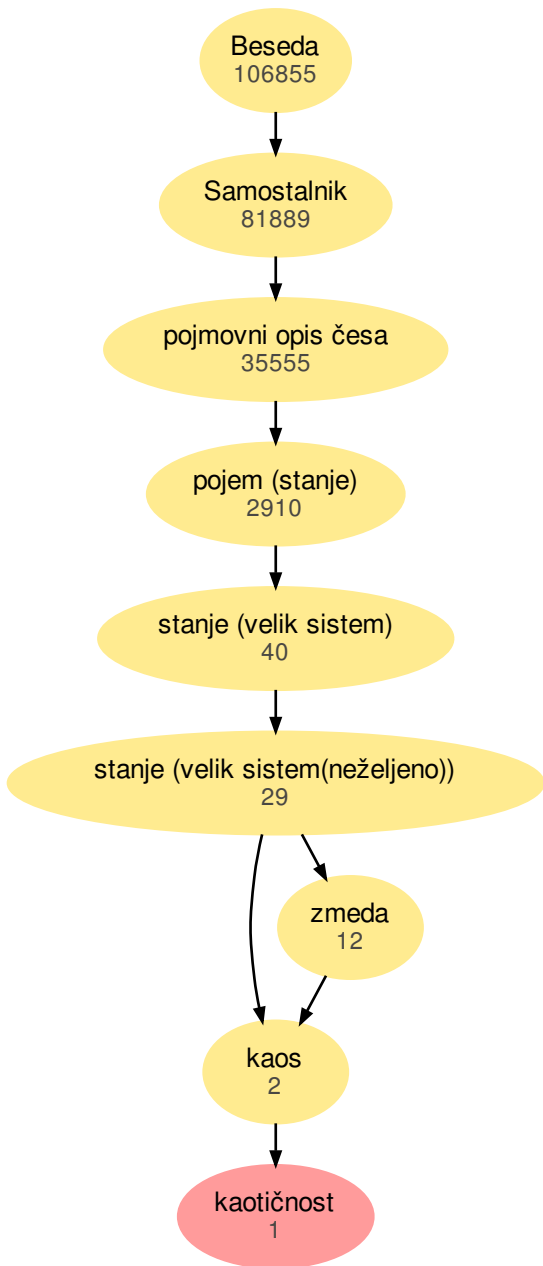 Beseda
106855
Samostalnik
81889
pojmovni opis česa
35555
pojem (stanje)
2910
stanje (velik sistem)
40
stanje (velik sistem(neželjeno))
29
zmeda
12
kaos
2
kaotičnost
1